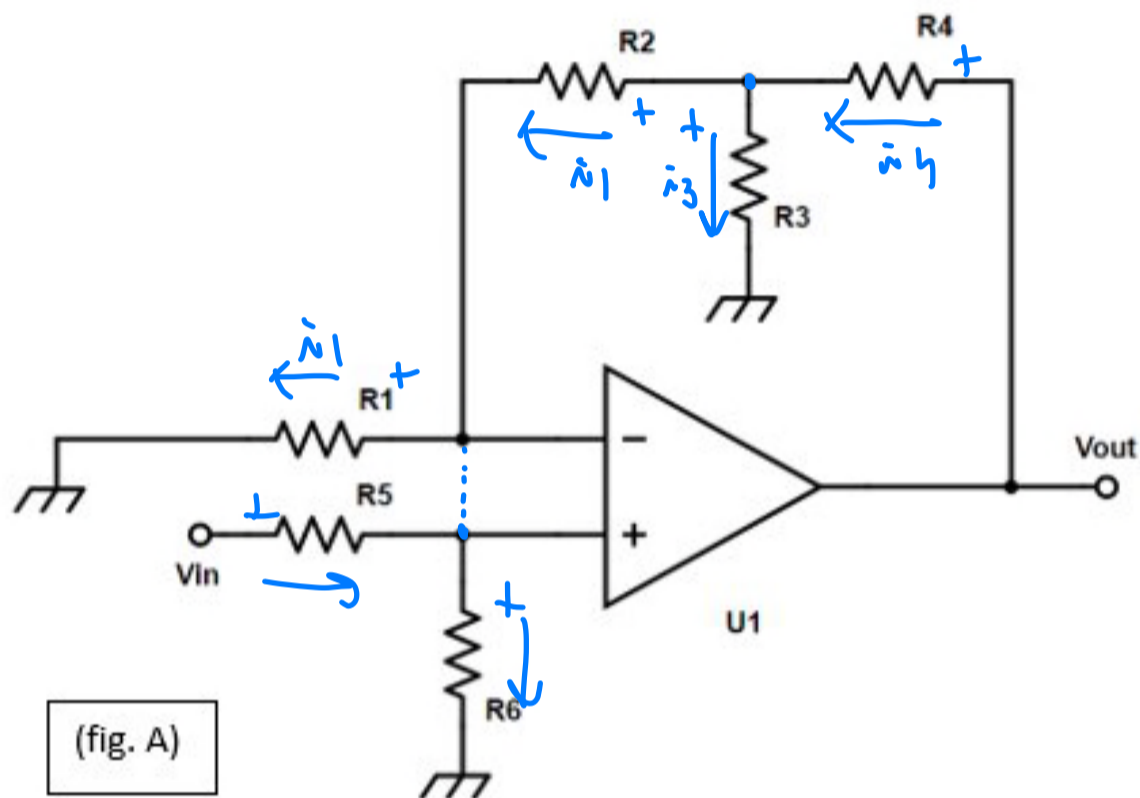 R2
R4
+
+
+
i1
i3
i4
R3
i1
R1
+
−
Vout
R5
+
+
Vin
+
U1
R6
(fig. A)